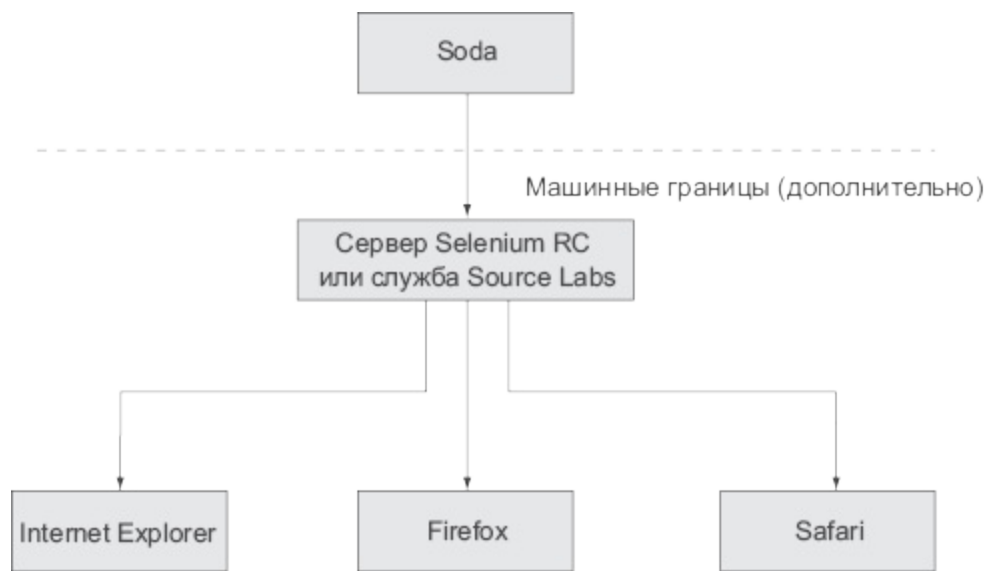 Soda
Машинные границы (дополнительно)
Сервер Selenium RC
или служба Source Labs
Internet Explorer
Firefox
Safari